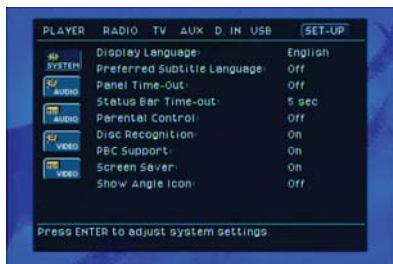 PLAYER RADIO TV AUX D. IN USB SET-UP
SYSTEM
AUDIO
AUDIO
VIDEO
VIDEO
Display Language: English
Preferred Subtitle Language: Off
Panel Time-Out: Off
Status Bar Time-out: 5 sec
Parental Control: Off
Disc Recognition: On
PBC Support: On
Screen Saver: On
Show Angle Icon: Off
Press ENTER to adjust system settings.